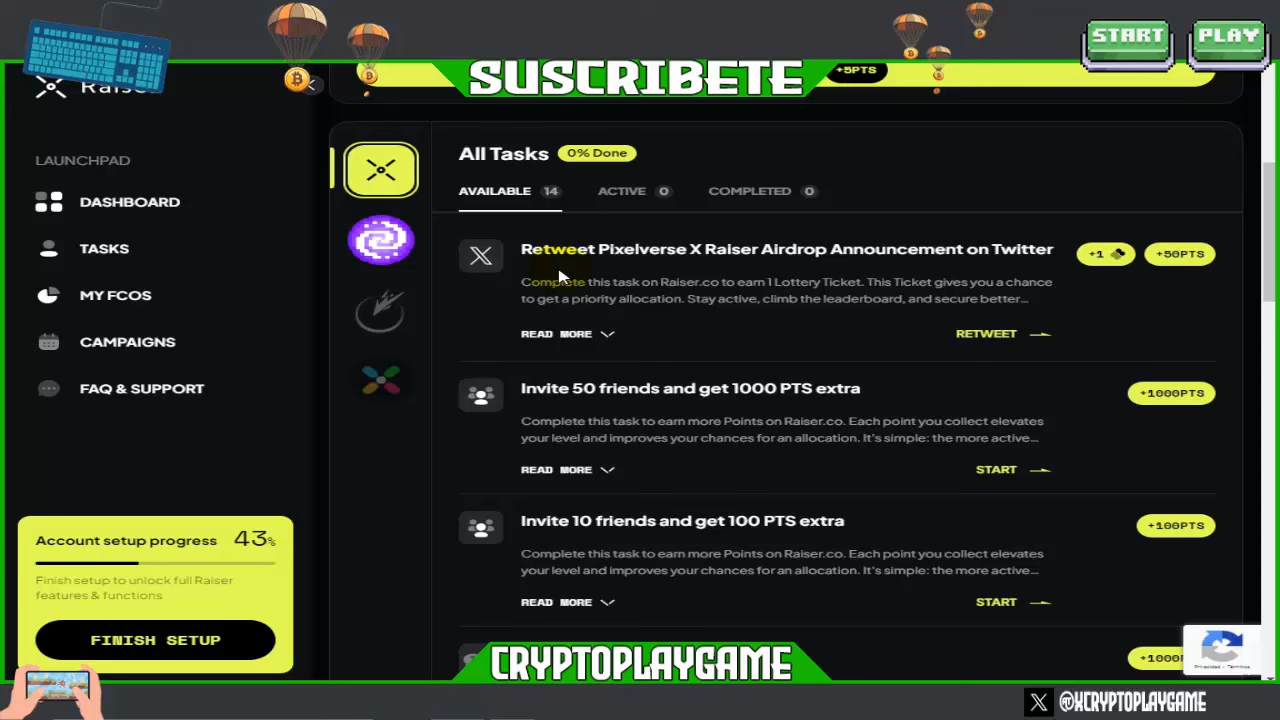 START
PLAY
SUSCRIBETE
+5PTS
Raiser
LAUNCHPAD
DASHBOARD
TASKS
MY FCOS
CAMPAIGNS
FAQ & SUPPORT
Account setup progress 43%
Finish setup to unlock full Raiser
features & functions
FINISH SETUP
All Tasks 0% Done
AVAILABLE 14 ACTIVE 0 COMPLETED 0
Retweet Pixelverse X Raiser Airdrop Announcement on Twitter
+1 +50PTS
Complete this task on Raiser.co to earn 1 Lottery Ticket. This Ticket gives you a chance
to get a priority allocation. Stay active, climb the leaderboard, and secure better...
READ MORE RETWEET
Invite 50 friends and get 1000 PTS extra
+1000PTS
Complete this task to earn more Points on Raiser.co. Each point you collect elevates
your level and improves your chances for an allocation. It's simple: the more active...
READ MORE START
Invite 10 friends and get 100 PTS extra
+100PTS
Complete this task to earn more Points on Raiser.co. Each point you collect elevates
your level and improves your chances for an allocation. It's simple: the more active...
READ MORE START
+1000
Privacidad - Términos
CRYPTOPLAYGAME
@XCRYPTOPLAYGAME